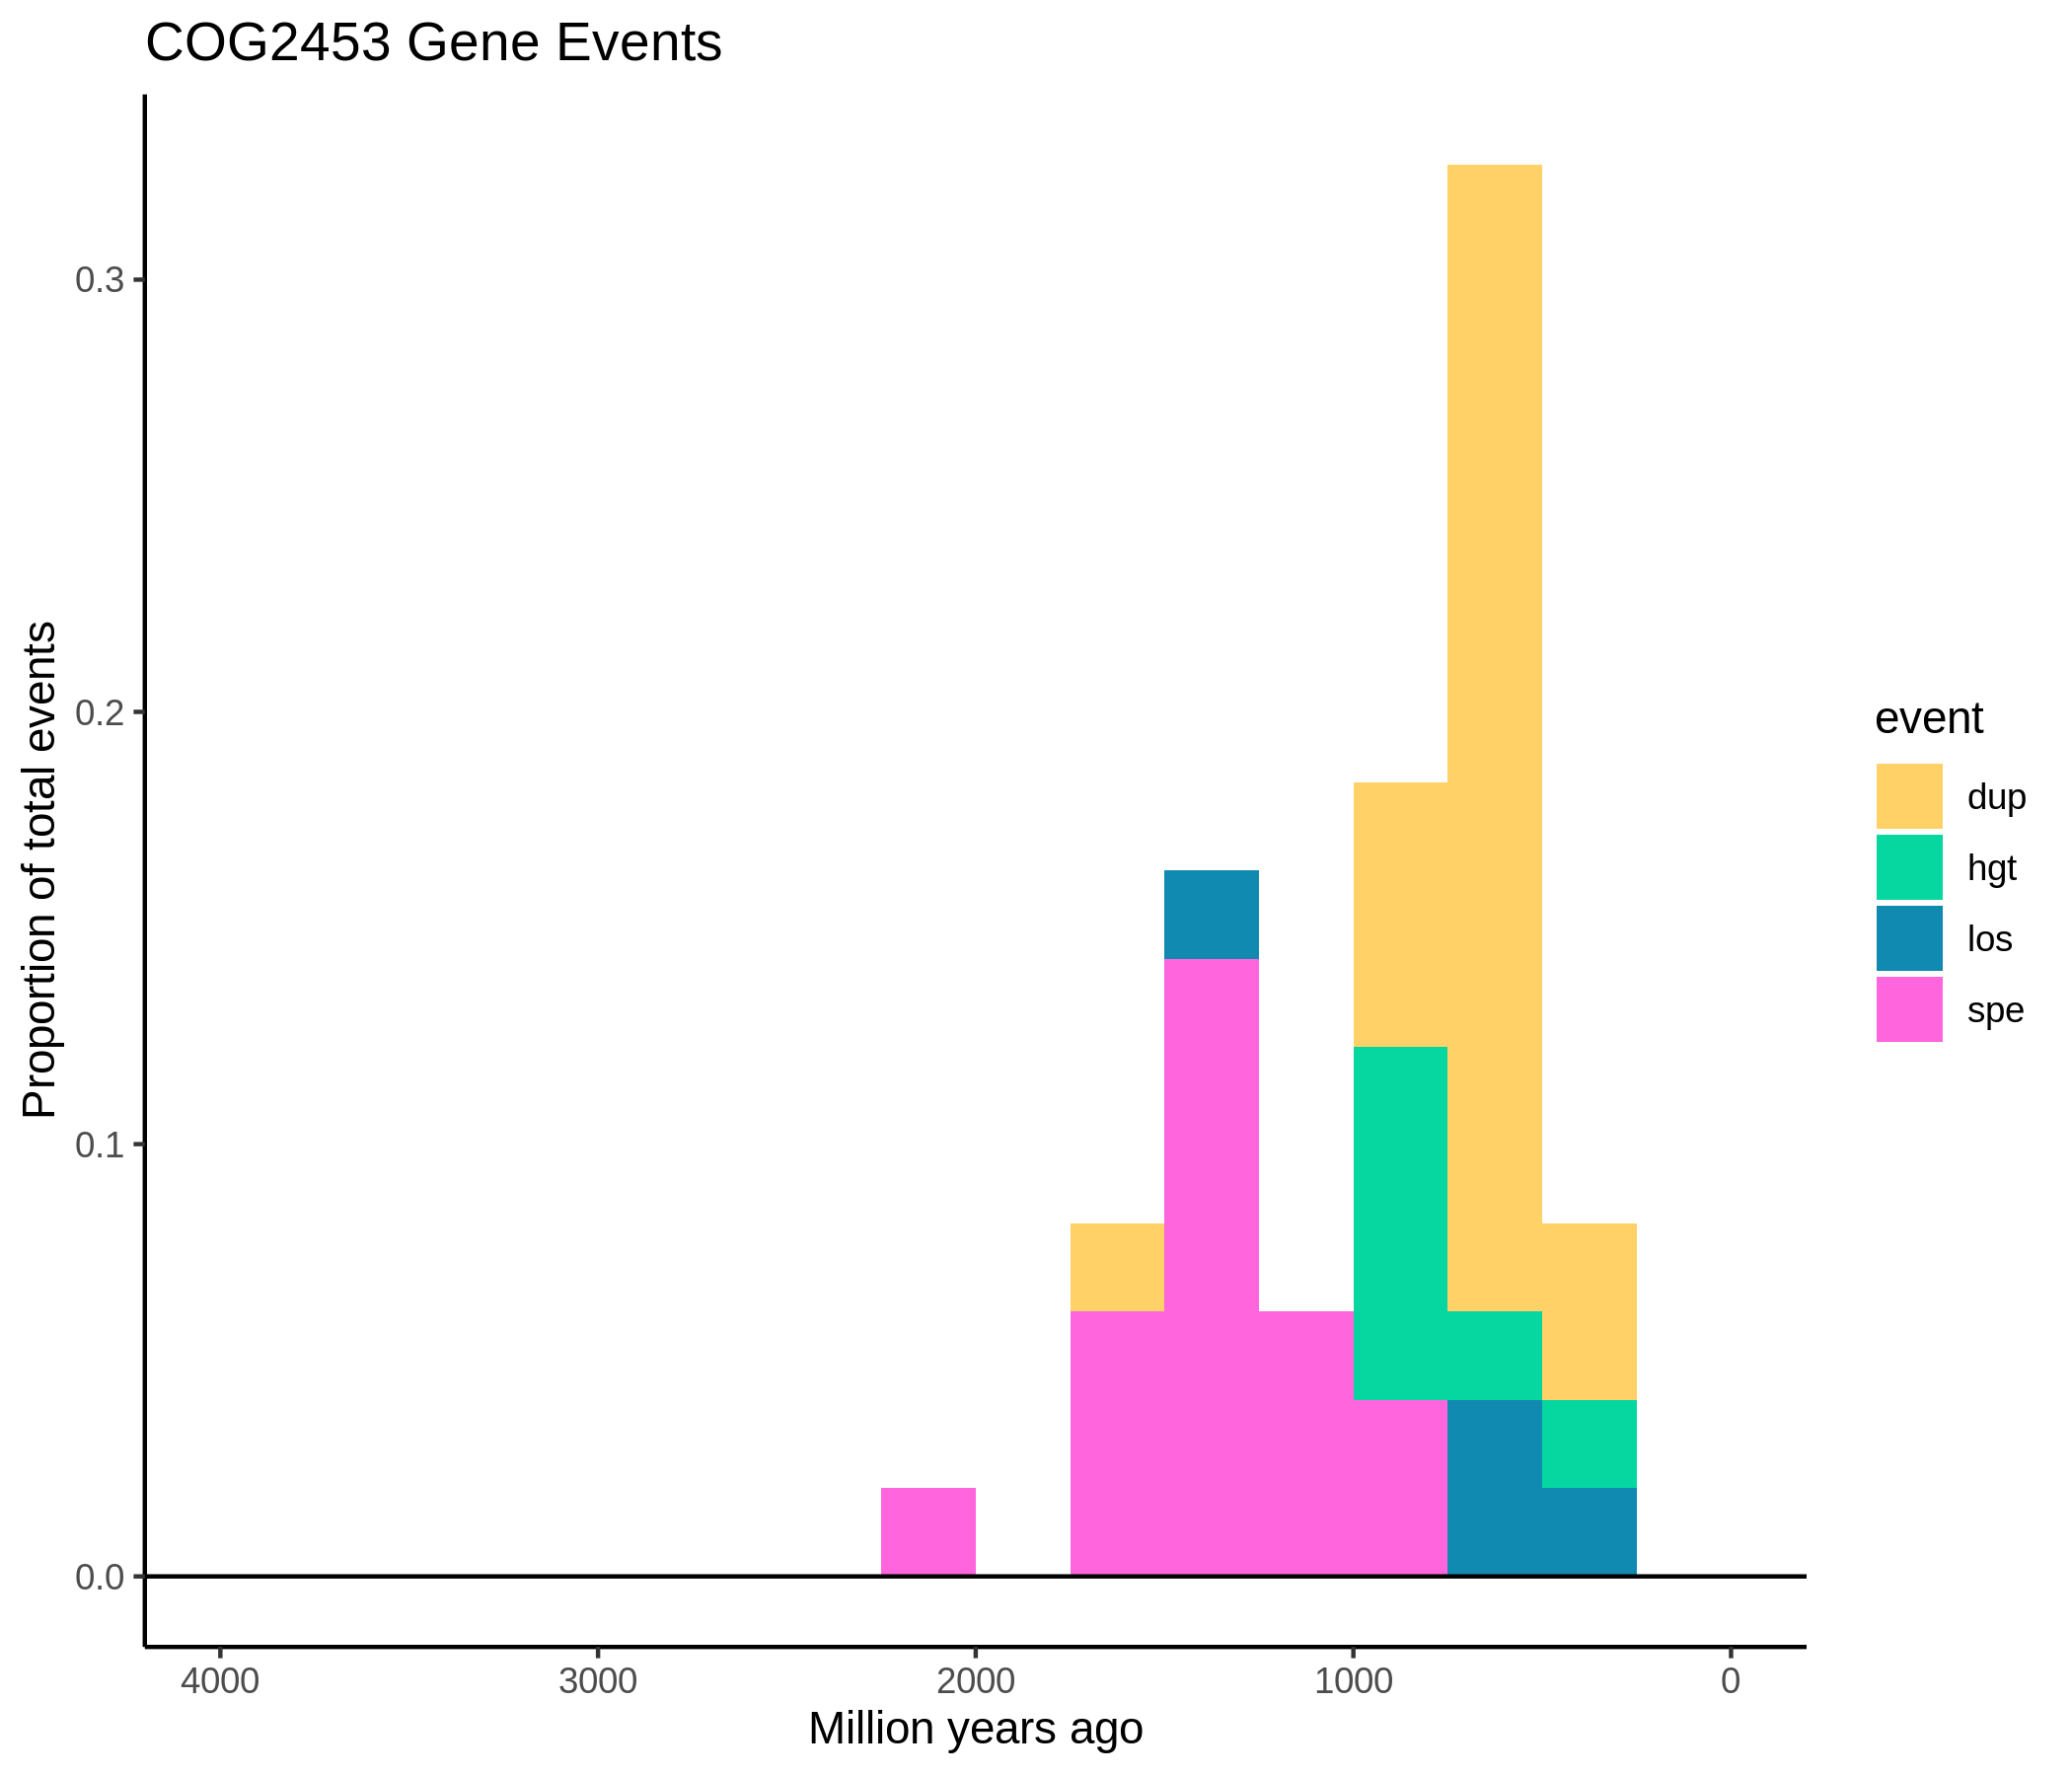 COG2453 Gene Events
Proportion of total events
0.3
0.2
0.1
0.0
4000 3000 2000 1000 0
Million years ago
event
dup
hgt
los
spe